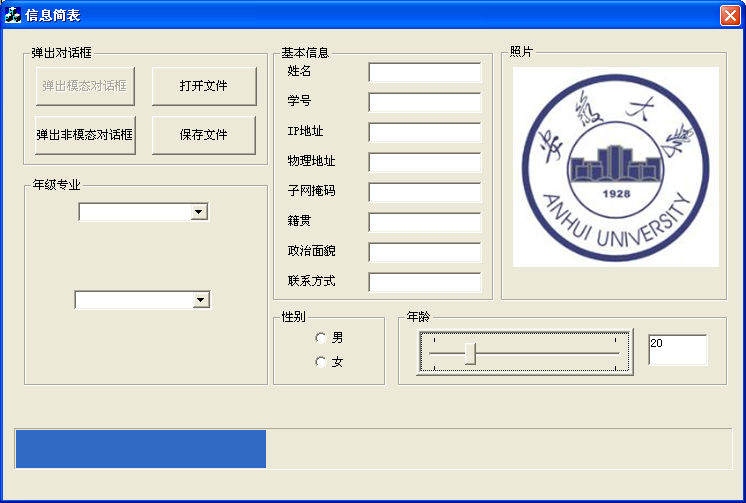 信息简表
弹出对话框
弹出模态对话框
打开文件
弹出非模态对话框
保存文件
年级专业
基本信息
姓名
学号
IP地址
物理地址
子网掩码
籍贯
政治面貌
联系方式
照片
安徽大学
1928
ANHUI UNIVERSITY
性别
男
女
年龄
20